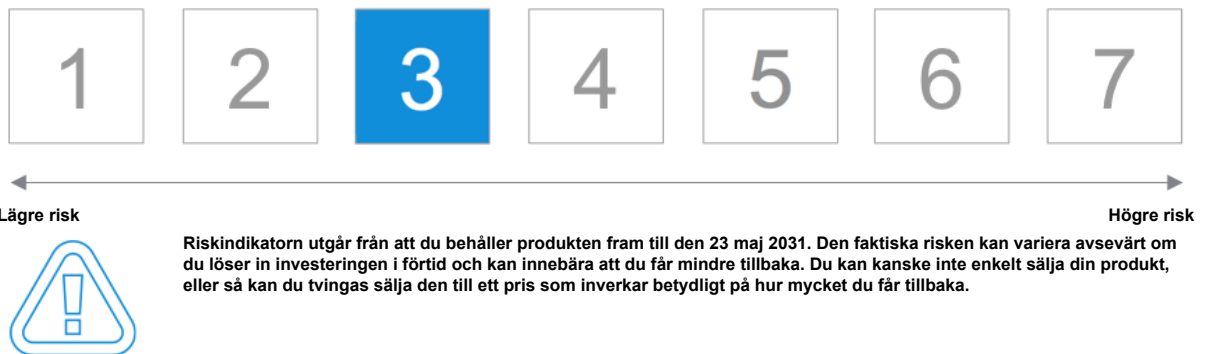 1 2 3 4 5 6 7
Lägre risk Högre risk
Riskindikatorn utgår från att du behåller produkten fram till den 23 maj 2031. Den faktiska risken kan variera avsevärt om
du löser in investeringen i förtid och kan innebära att du får mindre tillbaka. Du kan kanske inte enkelt sälja din produkt,
eller så kan du tvingas sälja den till ett pris som inverkar betydligt på hur mycket du får tillbaka.